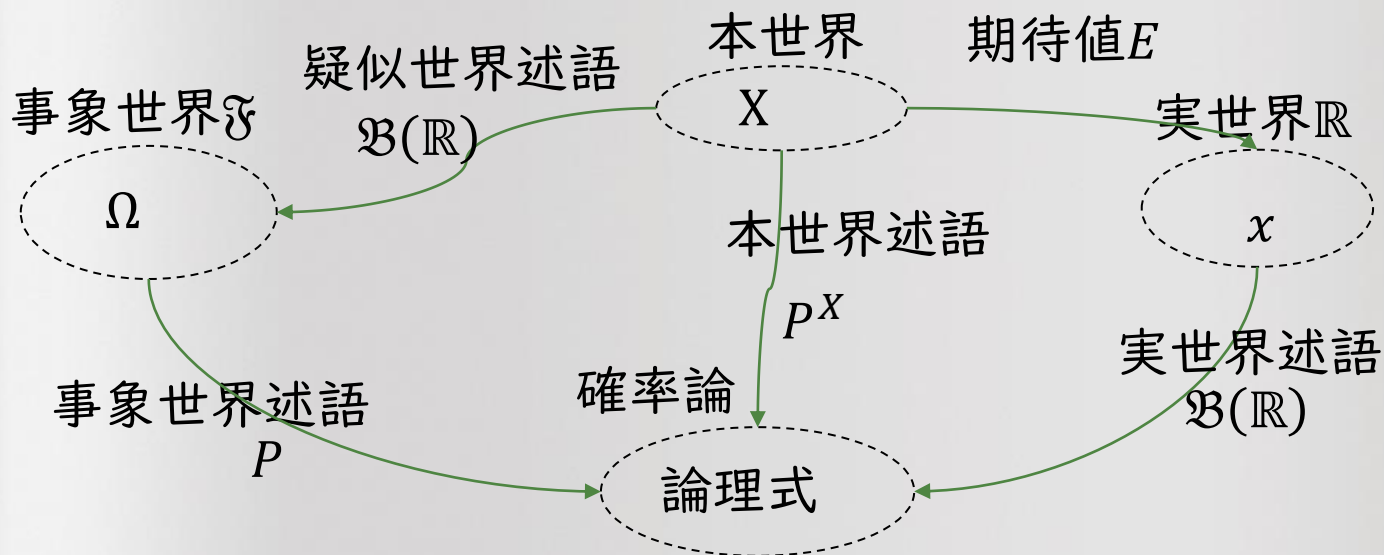 本世界
期待値E
疑似世界述語
𝔅(ℝ)
事象世界𝔉
X
実世界ℝ
Ω
x
本世界述語
P^X
実世界述語
𝔅(ℝ)
事象世界述語
P
確率論
論理式